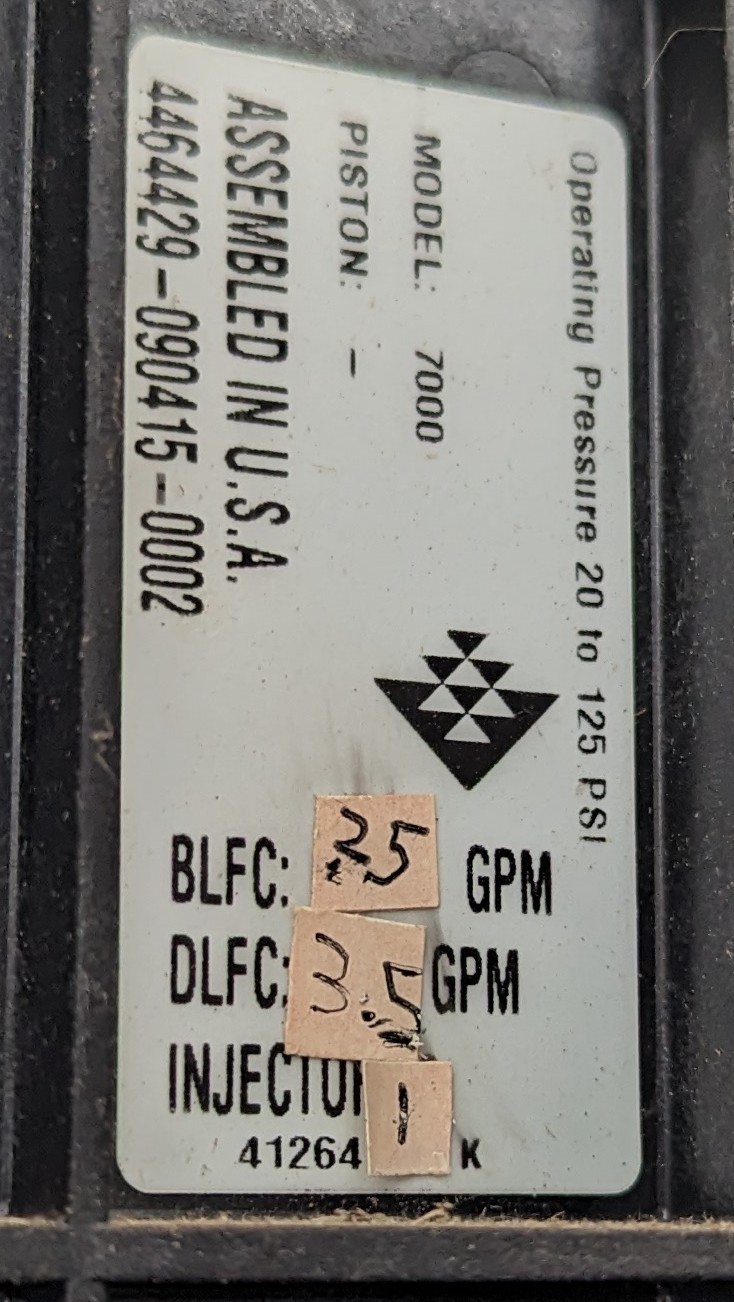 Operating Pressure 20 to 125 PSI
MODEL: 7000
PISTON: –
ASSEMBLED IN U.S.A.
4464429-090415-0002
BLFC: .25 GPM
DLFC: 3.5 GPM
INJECTOR 1
41264 K